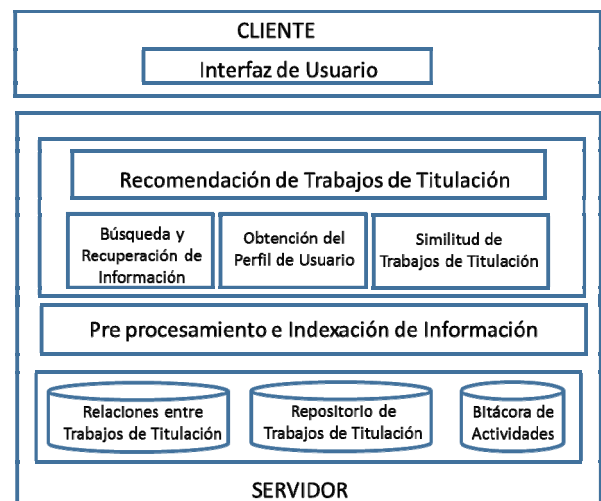 CLIENTE
Interfaz de Usuario
Recomendación de Trabajos de Titulación
Búsqueda y
Recuperación de
Información
Obtención del
Perfil de Usuario
Similitud de
Trabajos de Titulación
Pre procesamiento e Indexación de Información
Relaciones entre
Trabajos de Titulación
Repositorio de
Trabajos de Titulación
Bitácora de
Actividades
SERVIDOR